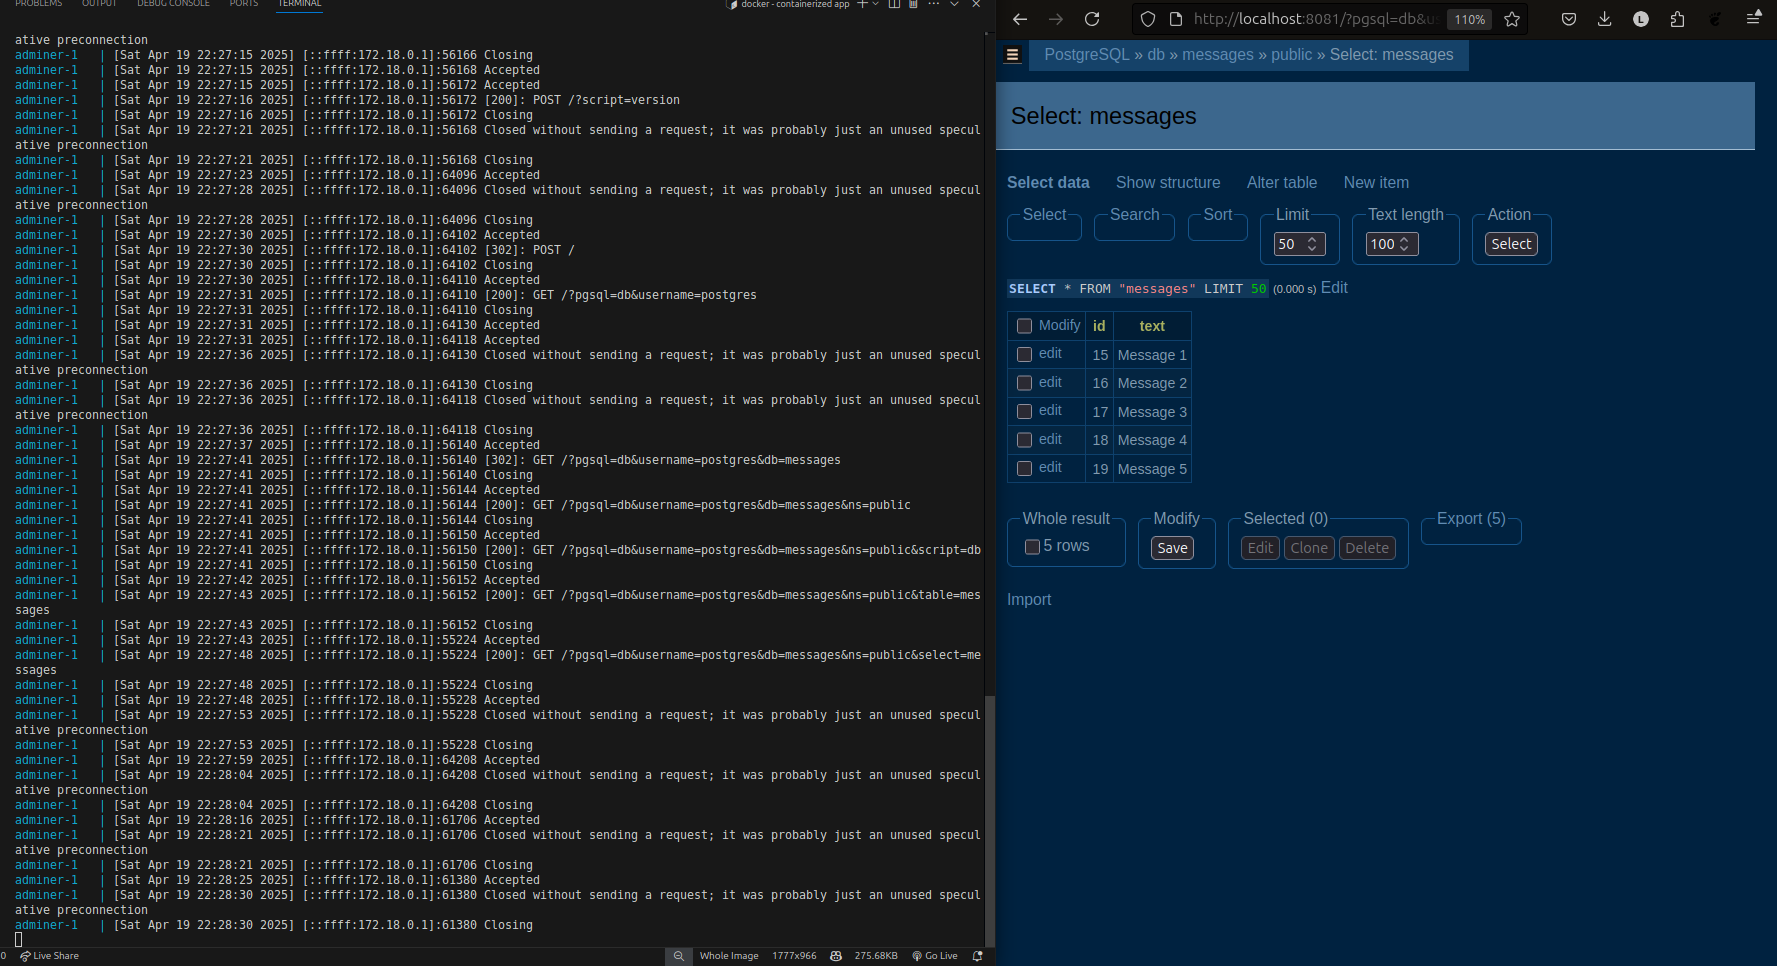 PROBLEMS OUTPUT DEBUG CONSOLE PORTS TERMINAL
docker - containerized app
ative preconnection
adminer-1 | [Sat Apr 19 22:27:15 2025] [::ffff:172.18.0.1]:56166 Closing
adminer-1 | [Sat Apr 19 22:27:15 2025] [::ffff:172.18.0.1]:56168 Accepted
adminer-1 | [Sat Apr 19 22:27:15 2025] [::ffff:172.18.0.1]:56172 Accepted
adminer-1 | [Sat Apr 19 22:27:16 2025] [::ffff:172.18.0.1]:56172 [200]: POST /?script=version
adminer-1 | [Sat Apr 19 22:27:16 2025] [::ffff:172.18.0.1]:56172 Closing
adminer-1 | [Sat Apr 19 22:27:21 2025] [::ffff:172.18.0.1]:56168 Closed without sending a request; it was probably just an unused specul
ative preconnection
adminer-1 | [Sat Apr 19 22:27:21 2025] [::ffff:172.18.0.1]:56168 Closing
adminer-1 | [Sat Apr 19 22:27:23 2025] [::ffff:172.18.0.1]:64096 Accepted
adminer-1 | [Sat Apr 19 22:27:28 2025] [::ffff:172.18.0.1]:64096 Closed without sending a request; it was probably just an unused specul
ative preconnection
adminer-1 | [Sat Apr 19 22:27:28 2025] [::ffff:172.18.0.1]:64096 Closing
adminer-1 | [Sat Apr 19 22:27:30 2025] [::ffff:172.18.0.1]:64102 Accepted
adminer-1 | [Sat Apr 19 22:27:30 2025] [::ffff:172.18.0.1]:64102 [302]: POST /
adminer-1 | [Sat Apr 19 22:27:30 2025] [::ffff:172.18.0.1]:64102 Closing
adminer-1 | [Sat Apr 19 22:27:30 2025] [::ffff:172.18.0.1]:64110 Accepted
adminer-1 | [Sat Apr 19 22:27:31 2025] [::ffff:172.18.0.1]:64110 [200]: GET /?pgsql=db&username=postgres
adminer-1 | [Sat Apr 19 22:27:31 2025] [::ffff:172.18.0.1]:64110 Closing
adminer-1 | [Sat Apr 19 22:27:31 2025] [::ffff:172.18.0.1]:64130 Accepted
adminer-1 | [Sat Apr 19 22:27:31 2025] [::ffff:172.18.0.1]:64118 Accepted
adminer-1 | [Sat Apr 19 22:27:36 2025] [::ffff:172.18.0.1]:64130 Closed without sending a request; it was probably just an unused specul
ative preconnection
adminer-1 | [Sat Apr 19 22:27:36 2025] [::ffff:172.18.0.1]:64130 Closing
adminer-1 | [Sat Apr 19 22:27:36 2025] [::ffff:172.18.0.1]:64118 Closed without sending a request; it was probably just an unused specul
ative preconnection
adminer-1 | [Sat Apr 19 22:27:36 2025] [::ffff:172.18.0.1]:64118 Closing
adminer-1 | [Sat Apr 19 22:27:37 2025] [::ffff:172.18.0.1]:56140 Accepted
adminer-1 | [Sat Apr 19 22:27:41 2025] [::ffff:172.18.0.1]:56140 [302]: GET /?pgsql=db&username=postgres&db=messages
adminer-1 | [Sat Apr 19 22:27:41 2025] [::ffff:172.18.0.1]:56140 Closing
adminer-1 | [Sat Apr 19 22:27:41 2025] [::ffff:172.18.0.1]:56144 Accepted
adminer-1 | [Sat Apr 19 22:27:41 2025] [::ffff:172.18.0.1]:56144 [200]: GET /?pgsql=db&username=postgres&db=messages&ns=public
adminer-1 | [Sat Apr 19 22:27:41 2025] [::ffff:172.18.0.1]:56144 Closing
adminer-1 | [Sat Apr 19 22:27:41 2025] [::ffff:172.18.0.1]:56150 Accepted
adminer-1 | [Sat Apr 19 22:27:41 2025] [::ffff:172.18.0.1]:56150 [200]: GET /?pgsql=db&username=postgres&db=messages&ns=public&script=db
adminer-1 | [Sat Apr 19 22:27:41 2025] [::ffff:172.18.0.1]:56150 Closing
adminer-1 | [Sat Apr 19 22:27:42 2025] [::ffff:172.18.0.1]:56152 Accepted
adminer-1 | [Sat Apr 19 22:27:43 2025] [::ffff:172.18.0.1]:56152 [200]: GET /?pgsql=db&username=postgres&db=messages&ns=public&table=mes
sages
adminer-1 | [Sat Apr 19 22:27:43 2025] [::ffff:172.18.0.1]:56152 Closing
adminer-1 | [Sat Apr 19 22:27:43 2025] [::ffff:172.18.0.1]:55224 Accepted
adminer-1 | [Sat Apr 19 22:27:48 2025] [::ffff:172.18.0.1]:55224 [200]: GET /?pgsql=db&username=postgres&db=messages&ns=public&select=me
ssages
adminer-1 | [Sat Apr 19 22:27:48 2025] [::ffff:172.18.0.1]:55224 Closing
adminer-1 | [Sat Apr 19 22:27:48 2025] [::ffff:172.18.0.1]:55228 Accepted
adminer-1 | [Sat Apr 19 22:27:53 2025] [::ffff:172.18.0.1]:55228 Closed without sending a request; it was probably just an unused specul
ative preconnection
adminer-1 | [Sat Apr 19 22:27:53 2025] [::ffff:172.18.0.1]:55228 Closing
adminer-1 | [Sat Apr 19 22:27:59 2025] [::ffff:172.18.0.1]:64208 Accepted
adminer-1 | [Sat Apr 19 22:28:04 2025] [::ffff:172.18.0.1]:64208 Closed without sending a request; it was probably just an unused specul
ative preconnection
adminer-1 | [Sat Apr 19 22:28:04 2025] [::ffff:172.18.0.1]:64208 Closing
adminer-1 | [Sat Apr 19 22:28:16 2025] [::ffff:172.18.0.1]:61706 Accepted
adminer-1 | [Sat Apr 19 22:28:21 2025] [::ffff:172.18.0.1]:61706 Closed without sending a request; it was probably just an unused specul
ative preconnection
adminer-1 | [Sat Apr 19 22:28:21 2025] [::ffff:172.18.0.1]:61706 Closing
adminer-1 | [Sat Apr 19 22:28:25 2025] [::ffff:172.18.0.1]:61380 Accepted
adminer-1 | [Sat Apr 19 22:28:30 2025] [::ffff:172.18.0.1]:61380 Closed without sending a request; it was probably just an unused specul
ative preconnection
adminer-1 | [Sat Apr 19 22:28:30 2025] [::ffff:172.18.0.1]:61380 Closing
0 Live Share Whole Image 1777x966 275.68KB Go Live
http://localhost:8081/?pgsql=db&us 110% L
PostgreSQL » db » messages » public » Select: messages
Select: messages
Select data Show structure Alter table New item
Select Search Sort Limit Text length Action
50 100 Select
SELECT * FROM "messages" LIMIT 50 (0.000 s) Edit
Modify id text
edit 15 Message 1
edit 16 Message 2
edit 17 Message 3
edit 18 Message 4
edit 19 Message 5
Whole result Modify Selected (0) Export (5)
5 rows Save Edit Clone Delete
Import